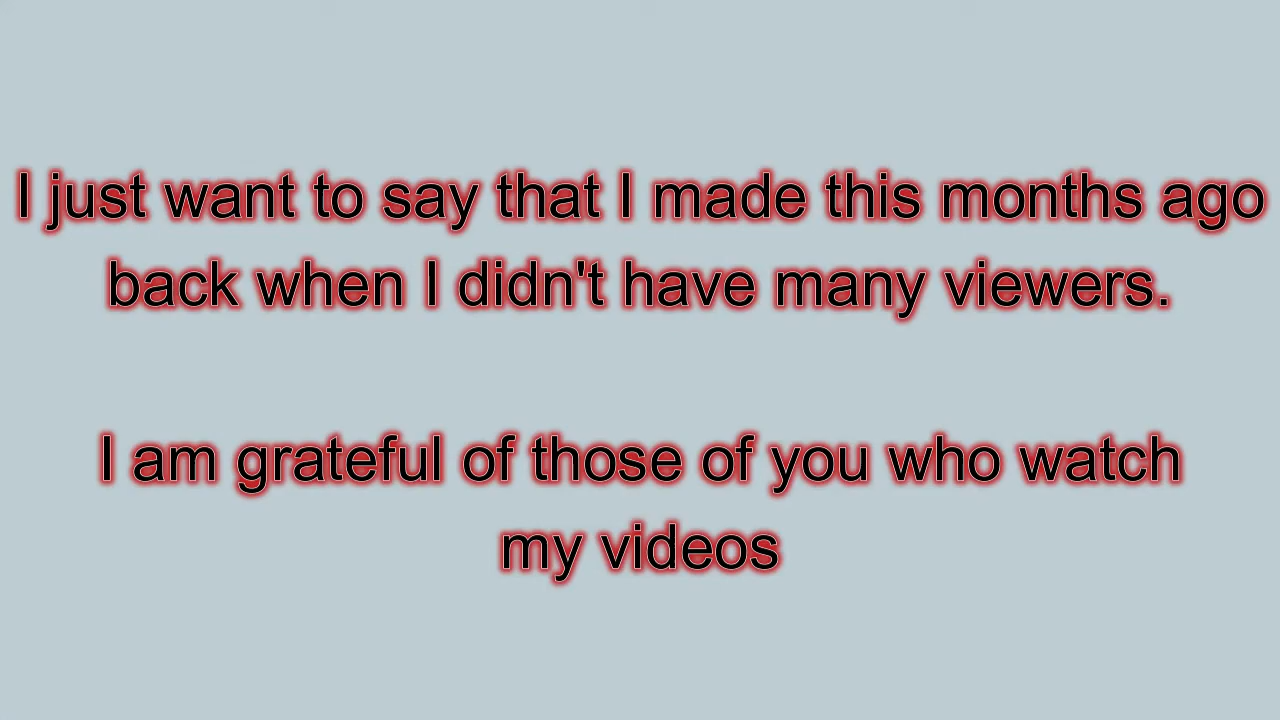 I just want to say that I made this months ago
back when I didn't have many viewers.
I am grateful of those of you who watch
my videos